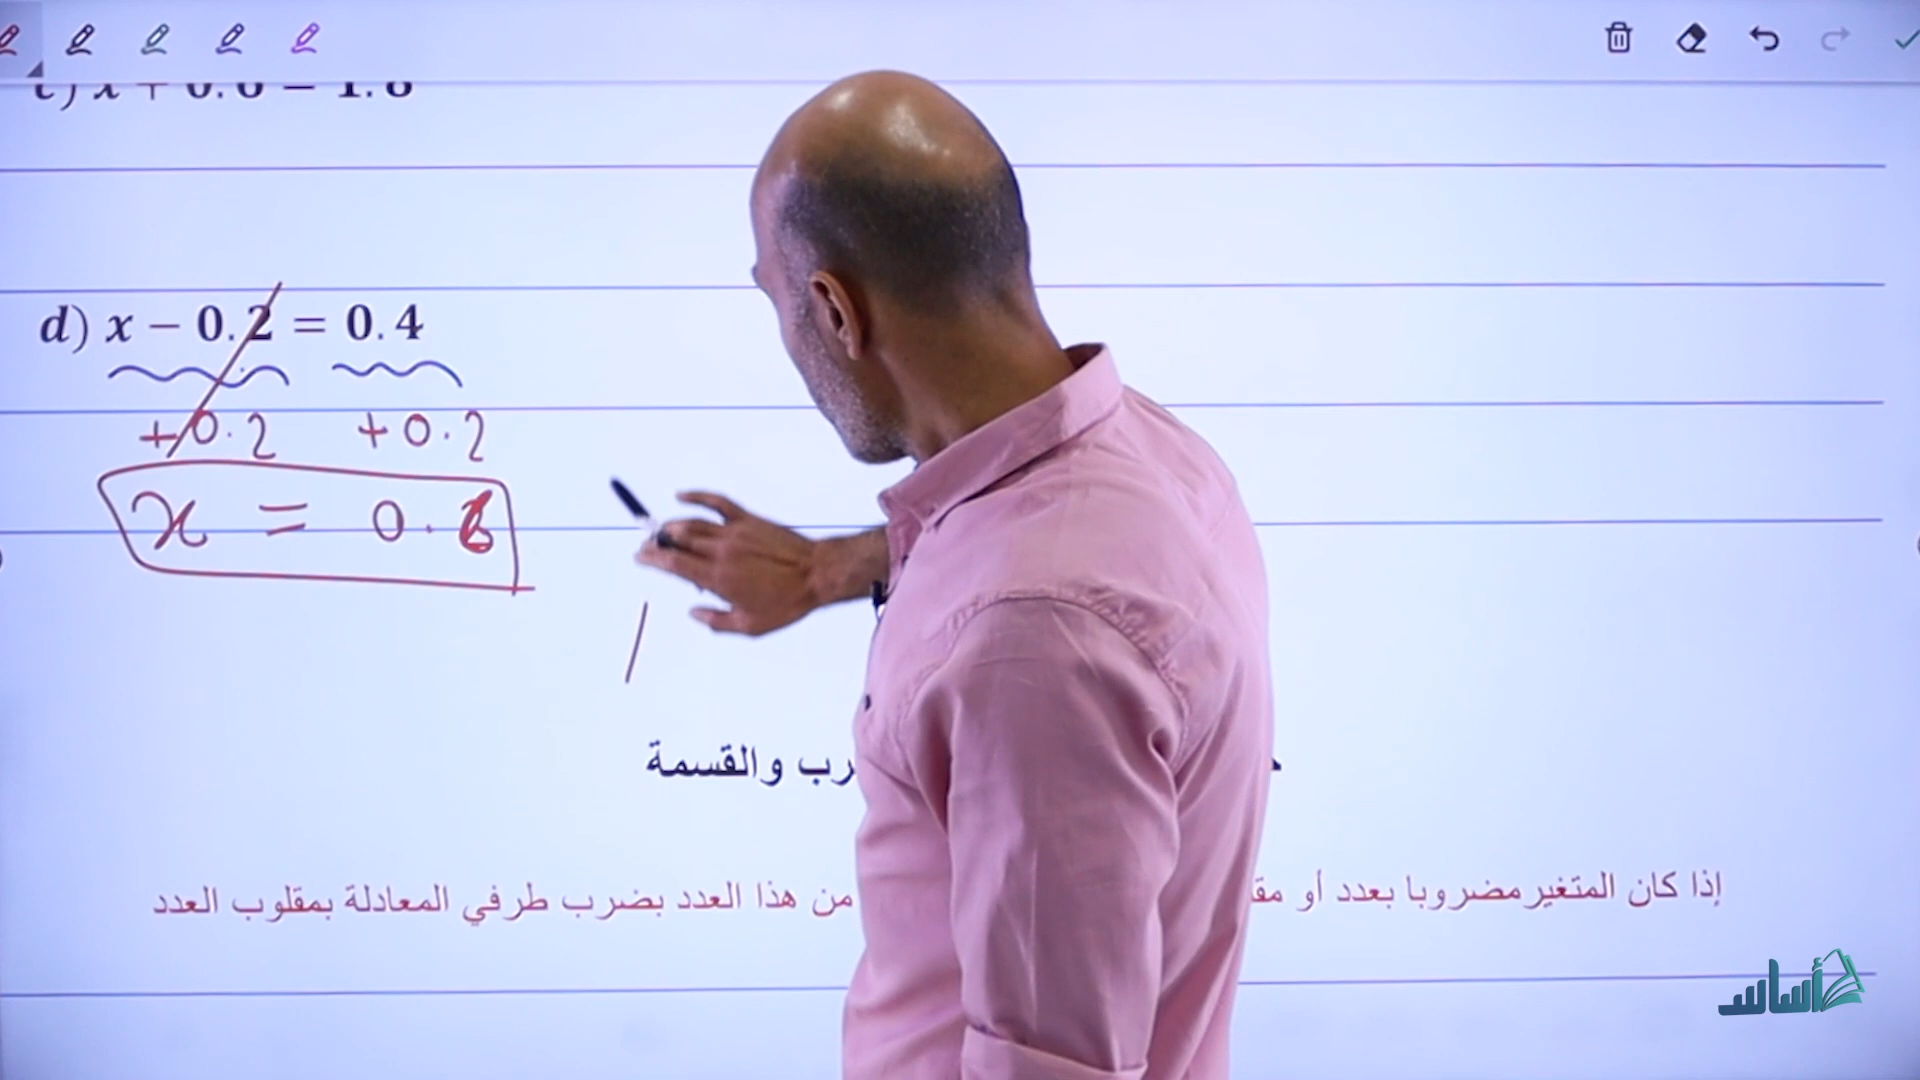 d) x − 0.2 = 0.4
+0.2 +0.2
x = 0.6
رب والقسمة
إذا كان المتغير مضروبا بعدد أو مق من هذا العدد بضرب طرفي المعادلة بمقلوب العدد
أساس